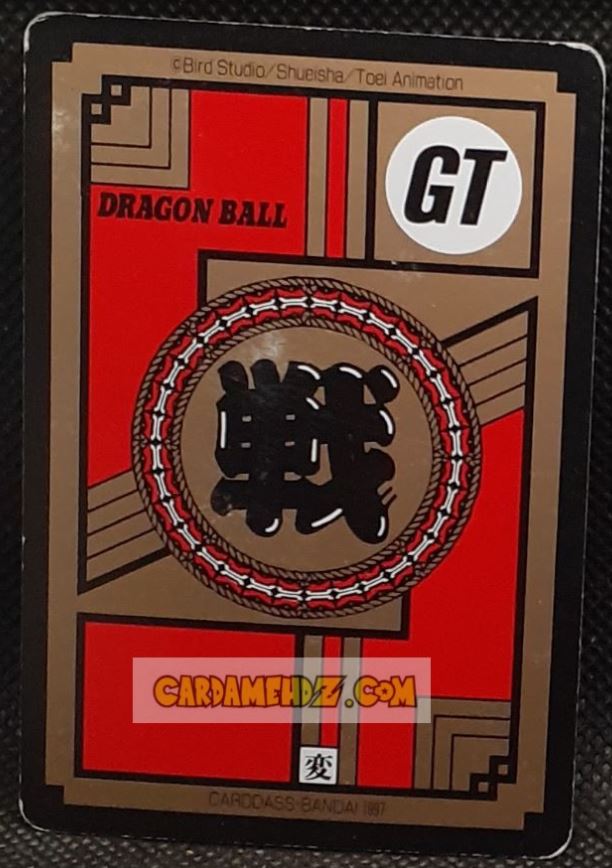 ©Bird Studio/Shueisha/Toei Animation
GT
DRAGON BALL
戦
CARDAMEHDZ.COM
変
CARDDASS·BANDAI 1997